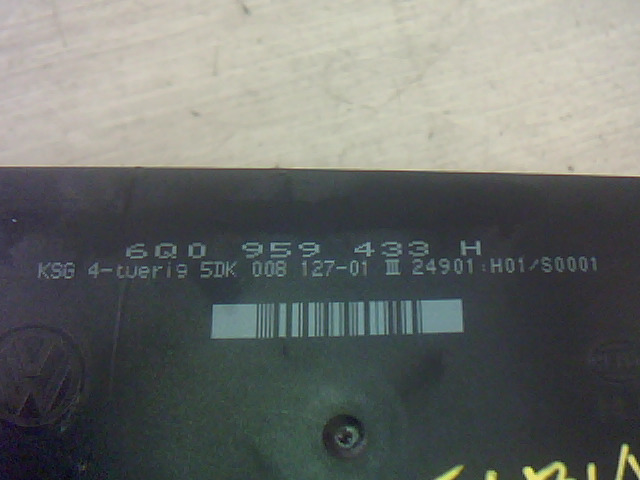 6Q0 959 433 H
KSG 4-tuerig 5DK 008 127-01 III 24901:H01/S0001